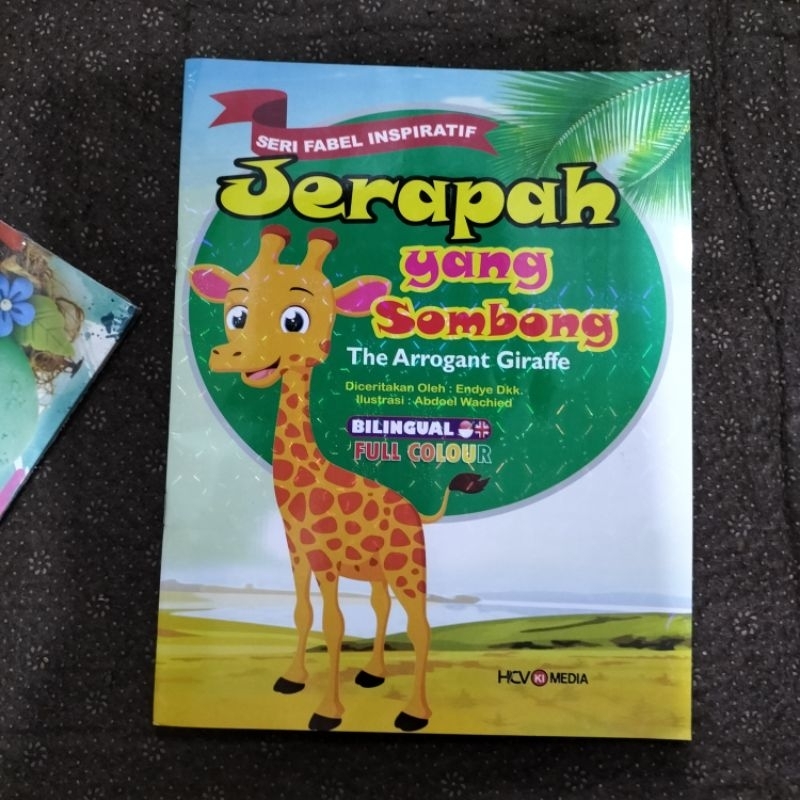 SERI FABEL INSPIRATIF
Jerapah
yang
Sombong
The Arrogant Giraffe
Diceritakan Oleh : Endye Dkk.
Ilustrasi : Abdoel Wachied
BILINGUAL
FULL COLOUR
HCV KI MEDIA